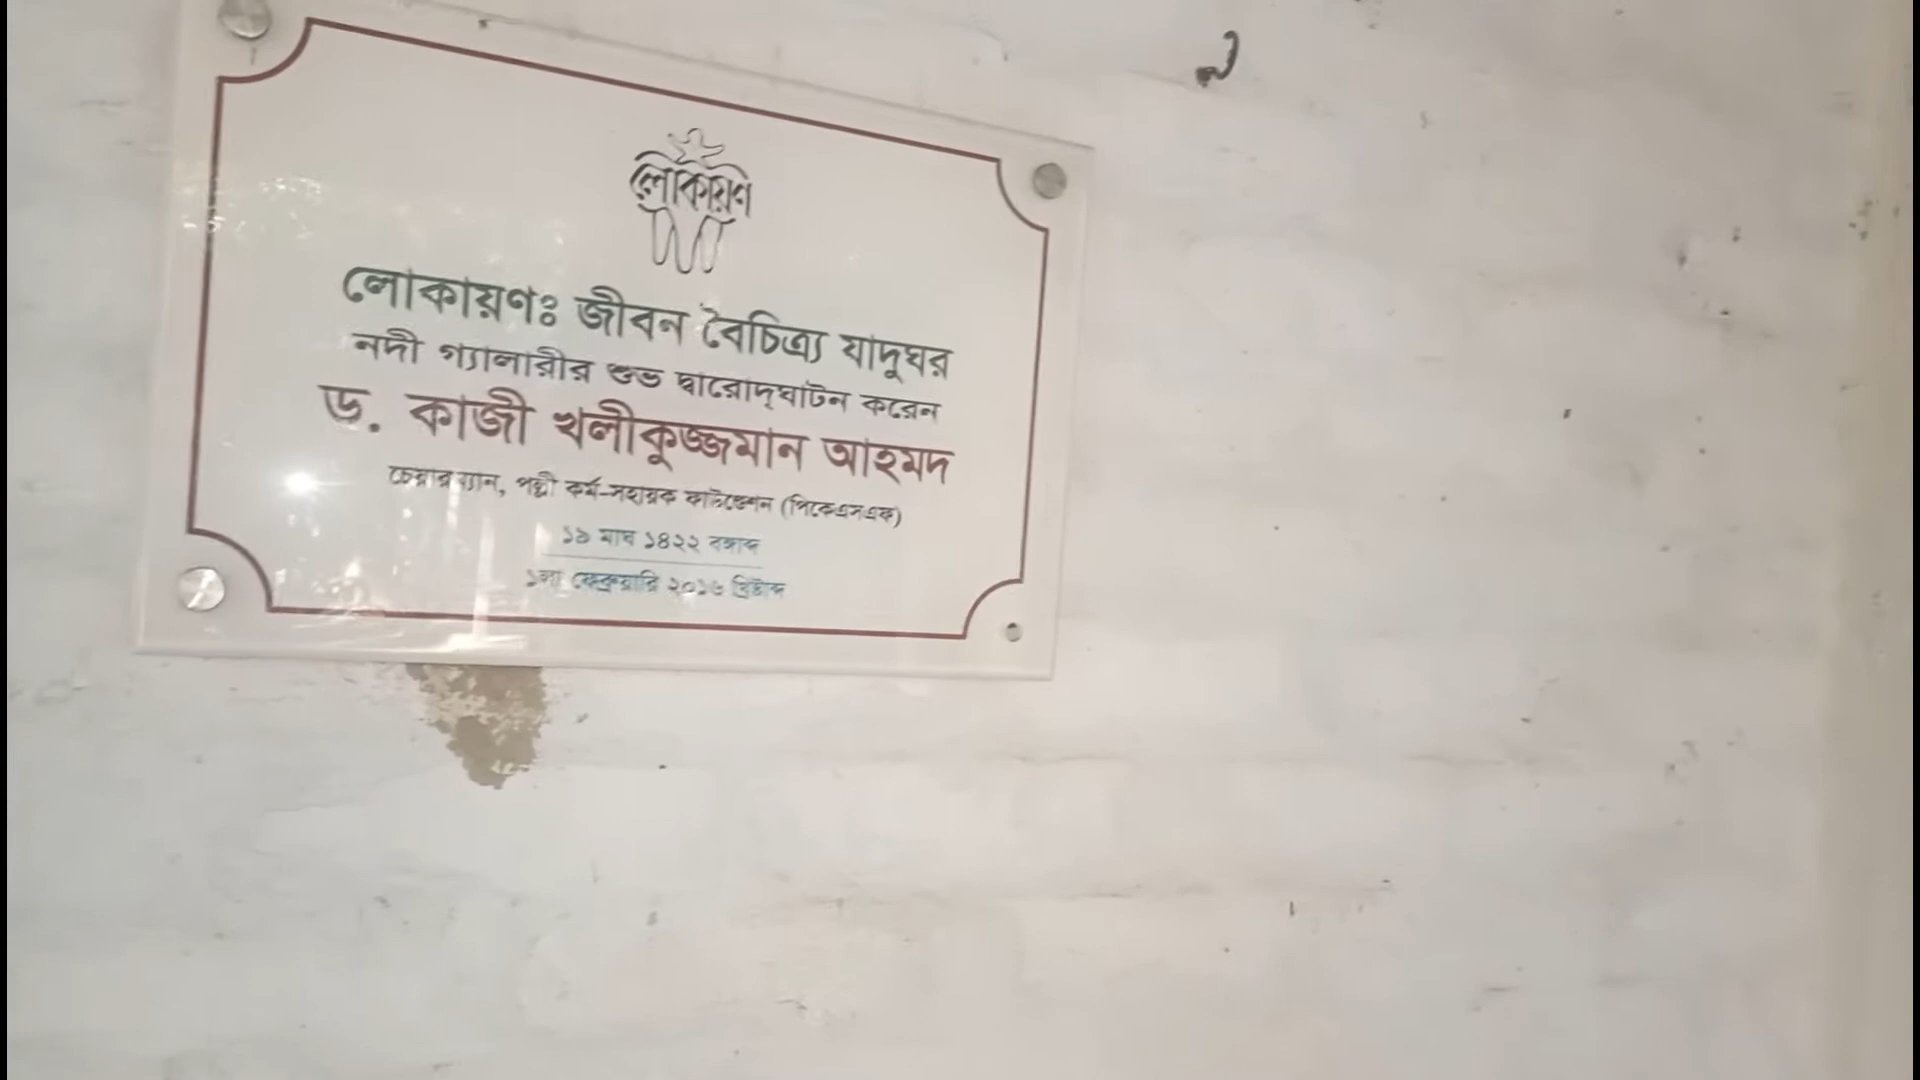 লোকায়ণ
লোকায়ণঃ জীবন বৈচিত্র্য যাদুঘর
নদী গ্যালারীর শুভ দ্বারোদ্ঘাটন করেন
ড. কাজী খলীকুজ্জমান আহমদ
চেয়ারম্যান, পল্লী কর্ম-সহায়ক ফাউন্ডেশন (পিকেএসএফ)
১৯ মাঘ ১৪২২ বঙ্গাব্দ
১লা ফেব্রুয়ারি ২০১৬ খ্রিষ্টাব্দ